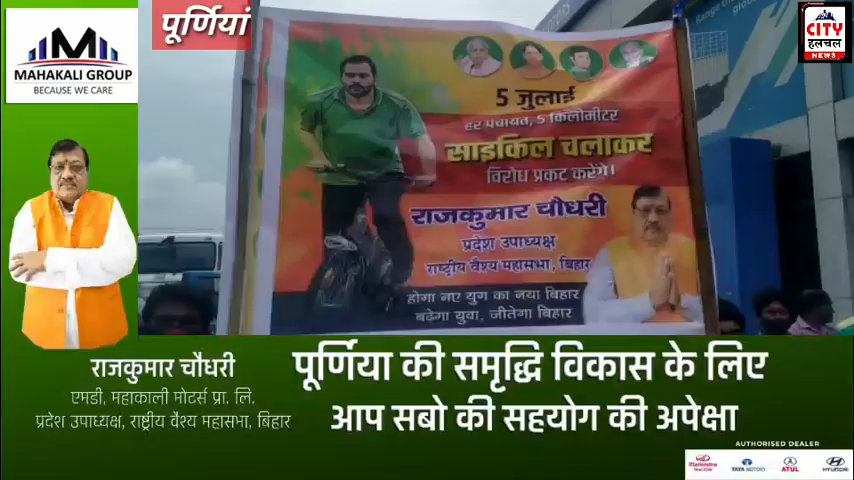 MAHAKALI GROUP
BECAUSE WE CARE
पूर्णियां
CITY
हलचल
NEWS
5 जुलाई
हर पंचायत, 5 किलोमीटर
साइकिल चलाकर
विरोध प्रकट करेंगे।
राजकुमार चौधरी
प्रदेश उपाध्यक्ष
राष्ट्रीय वैश्य महासभा, बिहार
होगा नए युग का नया बिहार
बढ़ेगा युवा, जीतेगा बिहार
राजकुमार चौधरी
एमडी, महाकाली मोटर्स प्रा. लि.
प्रदेश उपाध्यक्ष, राष्ट्रीय वैश्य महासभा, बिहार
पूर्णिया की समृद्धि विकास के लिए
आप सबो की सहयोग की अपेक्षा
AUTHORISED DEALER
Mahindra
TATA MOTORS
ATUL
HYUNDAI